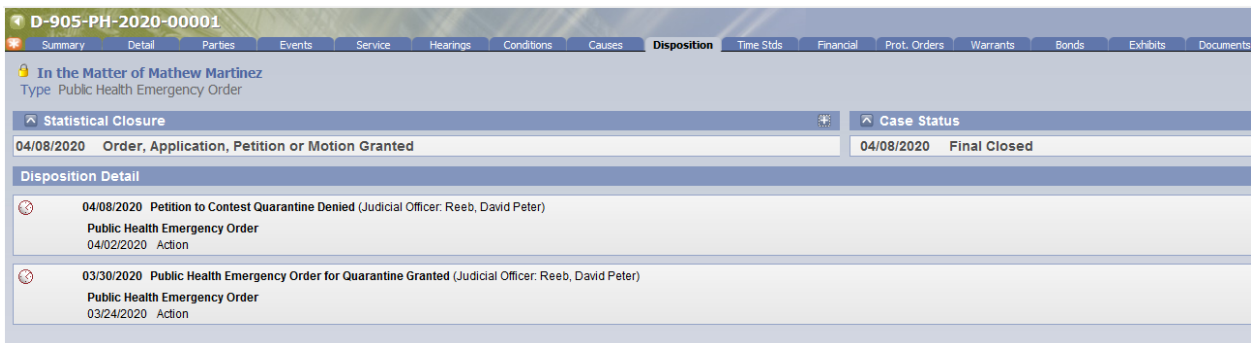 D-905-PH-2020-00001
Summary Detail Parties Events Service Hearings Conditions Causes Disposition Time Stds Financial Prot. Orders Warrants Bonds Exhibits Documents
In the Matter of Mathew Martinez
Type Public Health Emergency Order
Statistical Closure
04/08/2020 Order, Application, Petition or Motion Granted
Case Status
04/08/2020 Final Closed
Disposition Detail
04/08/2020 Petition to Contest Quarantine Denied (Judicial Officer: Reeb, David Peter)
Public Health Emergency Order
04/02/2020 Action
03/30/2020 Public Health Emergency Order for Quarantine Granted (Judicial Officer: Reeb, David Peter)
Public Health Emergency Order
03/24/2020 Action